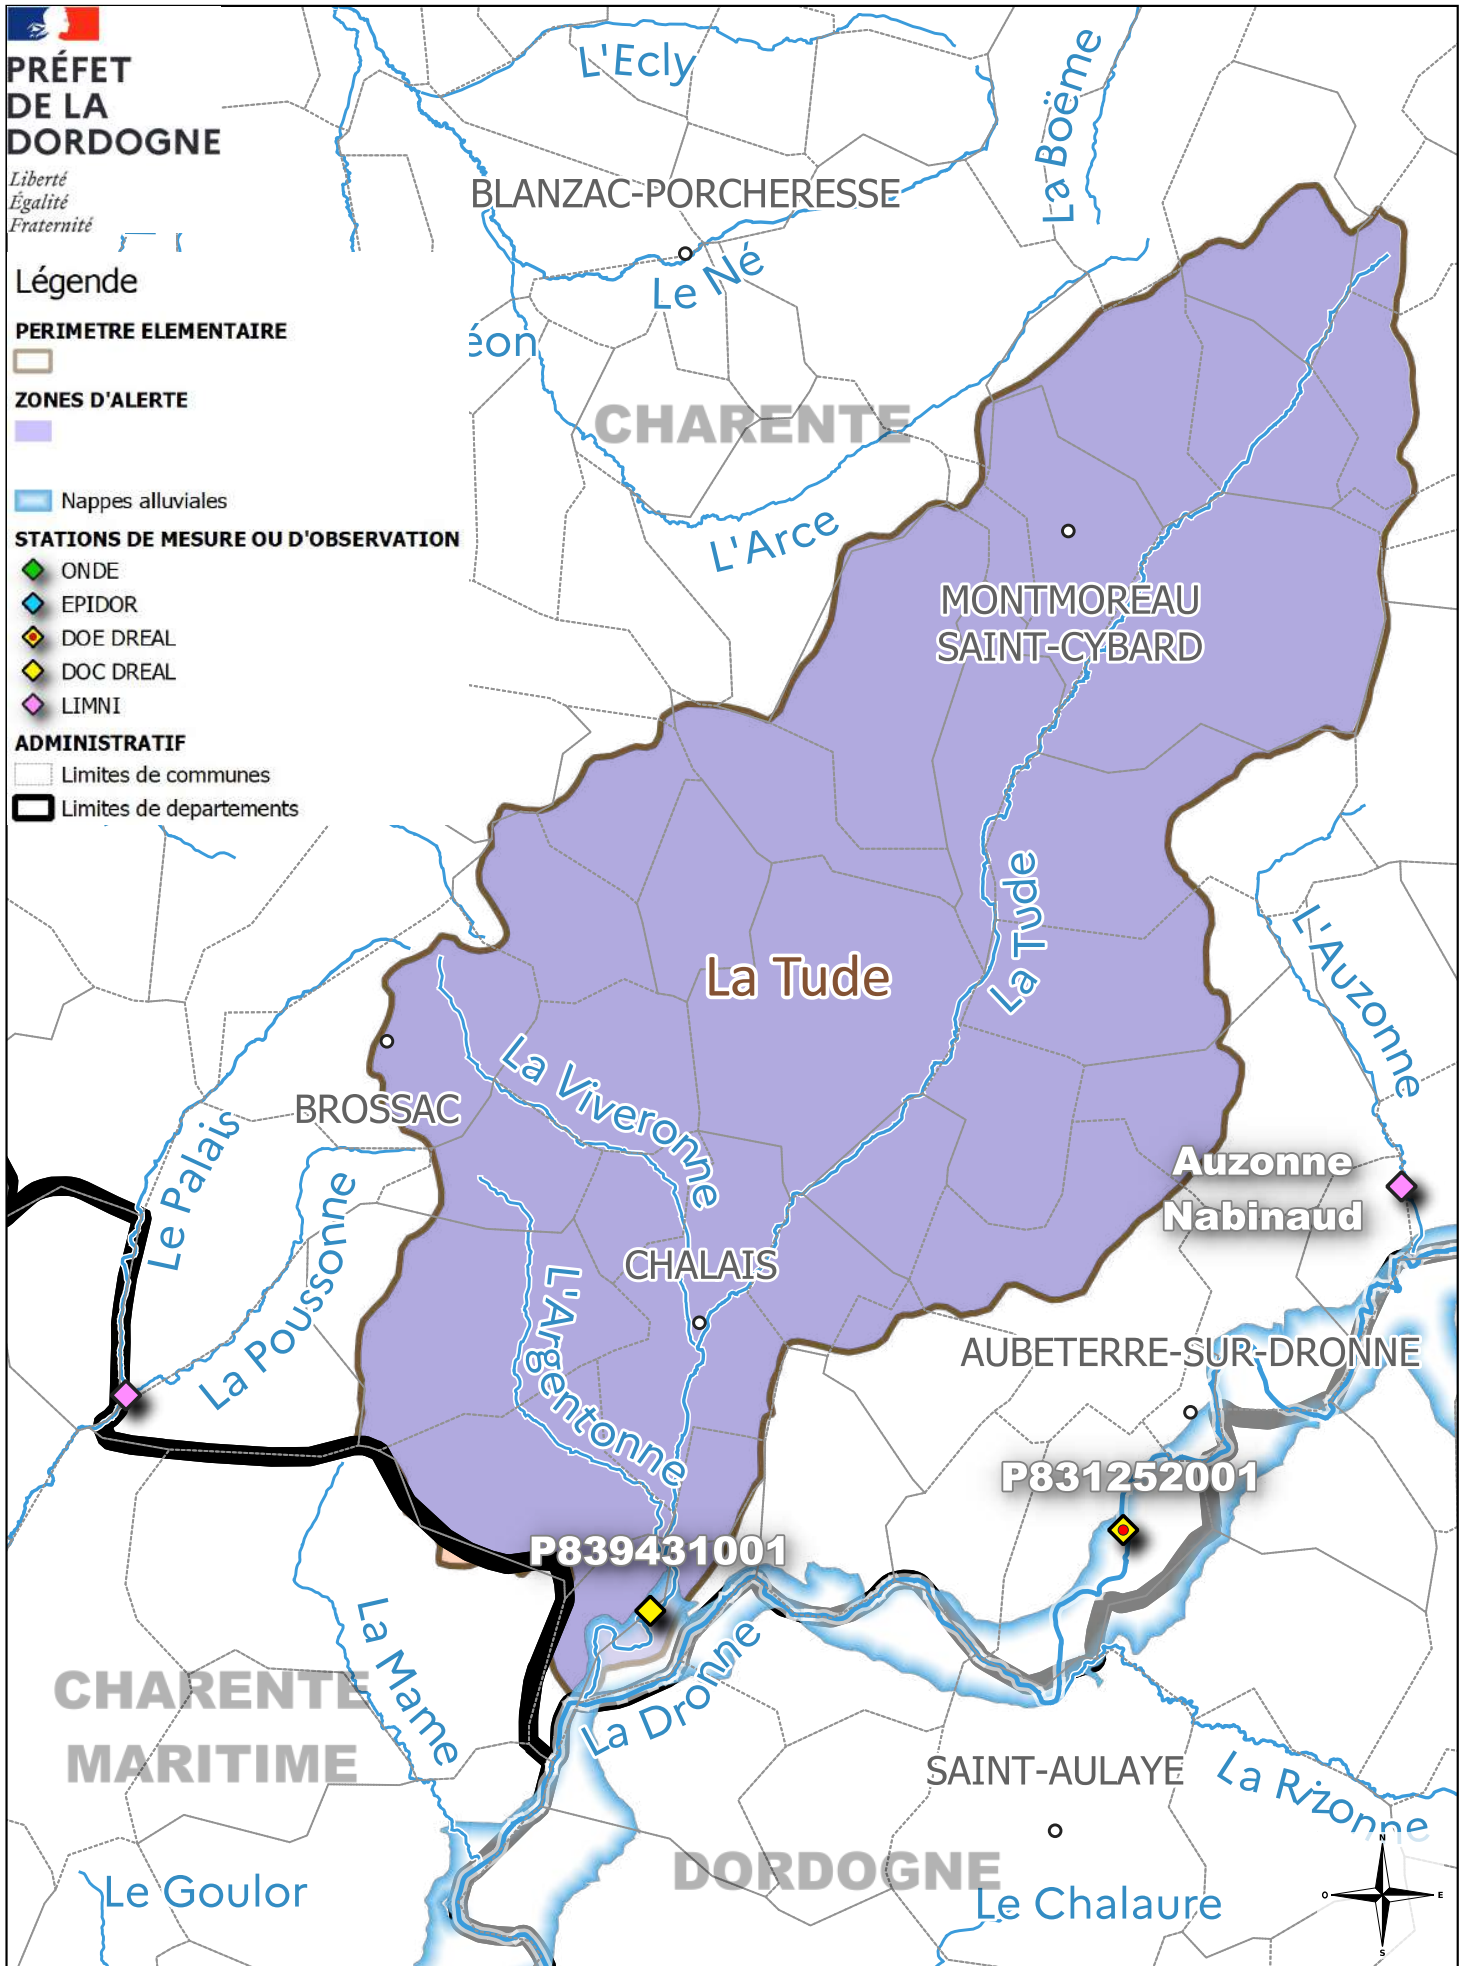 PRÉFET
DE LA
DORDOGNE
Liberté
Égalité
Fraternité
Légende
PERIMETRE ELEMENTAIRE
ZONES D'ALERTE
Nappes alluviales
STATIONS DE MESURE OU D'OBSERVATION
ONDE
EPIDOR
DOE DREAL
DOC DREAL
LIMNI
ADMINISTRATIF
Limites de communes
Limites de departements
L'Ecly
La Boëme
BLANZAC-PORCHERESSE
Le Né
éon
CHARENTE
L'Arce
MONTMOREAU
SAINT-CYBARD
La Tude
La Tude
L'Auzonne
La Viveronne
BROSSAC
Le Palais
La Poussonne
Auzonne
Nabinaud
CHALAIS
L'Argentonne
AUBETERRE-SUR-DRONNE
P831252001
P839431001
La Mame
La Dronne
CHARENTE
MARITIME
SAINT-AULAYE
La Rizonne
DORDOGNE
Le Goulor
Le Chalaure
N
O
E
S